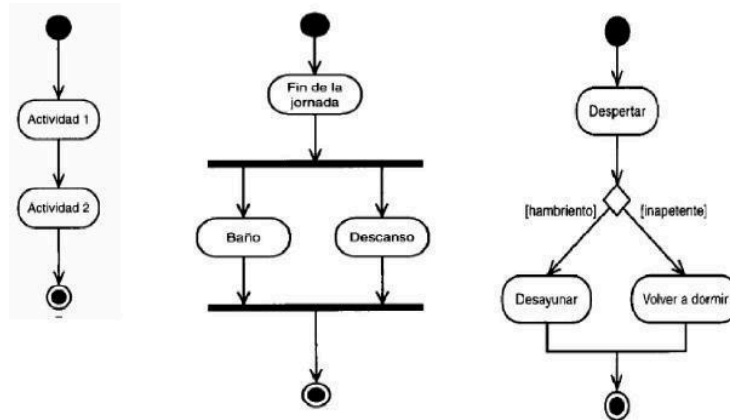 Actividad 1
Actividad 2
Fin de la
jornada
Baño
Descanso
Despertar
[hambriento]
[inapetente]
Desayunar
Volver a dormir